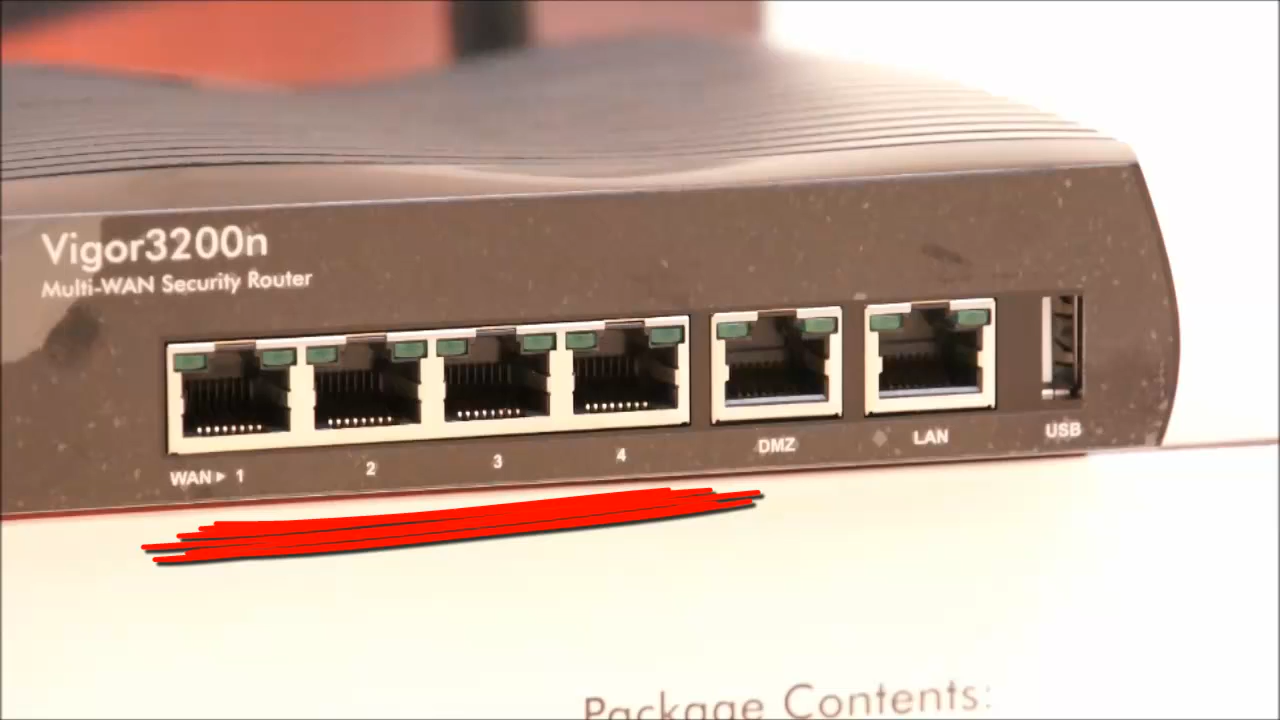 Vigor3200n
Multi-WAN Security Router
WAN ▶ 1 2 3 4 DMZ LAN USB
Package Contents: